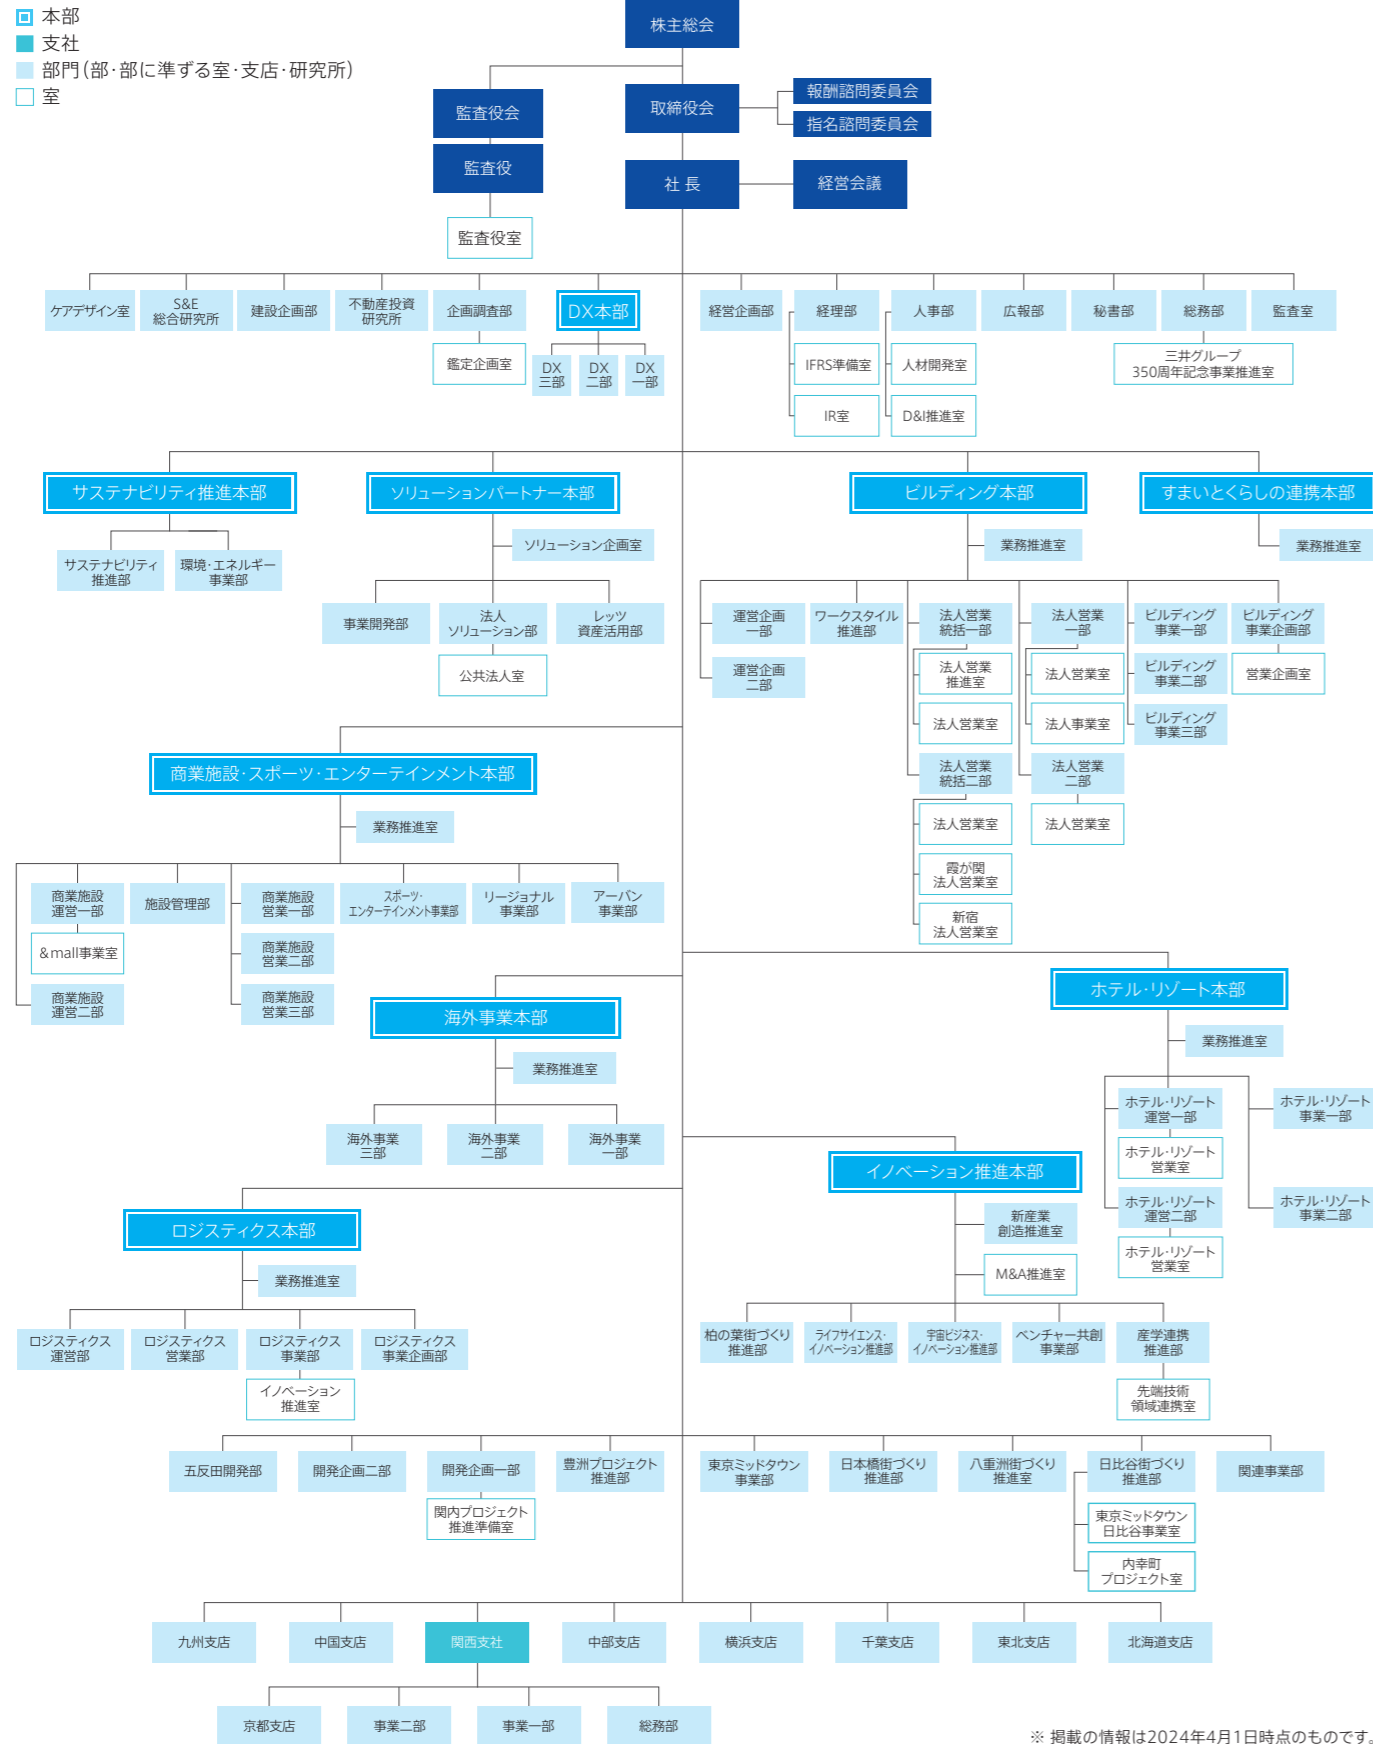 本部
支社
部門(部・部に準ずる室・支店・研究所)
室
株主総会
監査役会
取締役会
報酬諮問委員会
指名諮問委員会
監査役
社 長
経営会議
監査役室
ケアデザイン室
S&E
総合研究所
建設企画部
不動産投資
研究所
企画調査部
鑑定企画室
DX本部
DX
三部
DX
二部
DX
一部
経営企画部
経理部
IFRS準備室
IR室
人事部
人材開発室
D&I推進室
広報部
秘書部
総務部
三井グループ
350周年記念事業推進室
監査室
サステナビリティ推進本部
サステナビリティ
推進部
環境・エネルギー
事業部
ソリューションパートナー本部
ソリューション企画室
事業開発部
法人
ソリューション部
公共法人室
レッツ
資産活用部
ビルディング本部
業務推進室
運営企画
一部
運営企画
二部
ワークスタイル
推進部
法人営業
統括一部
法人営業
推進室
法人営業室
法人営業
統括二部
法人営業室
霞が関
法人営業室
新宿
法人営業室
法人営業
一部
法人営業室
法人事業室
法人営業
二部
法人営業室
ビルディング
事業一部
ビルディング
事業二部
ビルディング
事業三部
ビルディング
事業企画部
営業企画室
すまいとくらしの連携本部
業務推進室
商業施設・スポーツ・エンターテインメント本部
業務推進室
商業施設
運営一部
&mall事業室
商業施設
運営二部
施設管理部
商業施設
営業一部
商業施設
営業二部
商業施設
営業三部
スポーツ・
エンターテインメント事業部
リージョナル
事業部
アーバン
事業部
ホテル・リゾート本部
業務推進室
ホテル・リゾート
運営一部
ホテル・リゾート
営業室
ホテル・リゾート
運営二部
ホテル・リゾート
営業室
ホテル・リゾート
事業一部
ホテル・リゾート
事業二部
海外事業本部
業務推進室
海外事業
三部
海外事業
二部
海外事業
一部
イノベーション推進本部
新産業
創造推進室
M&A推進室
柏の葉街づくり
推進部
ライフサイエンス・
イノベーション推進部
宇宙ビジネス・
イノベーション推進部
ベンチャー共創
事業部
産学連携
推進部
先端技術
領域連携室
ロジスティクス本部
業務推進室
ロジスティクス
運営部
ロジスティクス
営業部
ロジスティクス
事業部
イノベーション
推進室
ロジスティクス
事業企画部
五反田開発部
開発企画二部
開発企画一部
関内プロジェクト
推進準備室
豊洲プロジェクト
推進部
東京ミッドタウン
事業部
日本橋街づくり
推進部
八重洲街づくり
推進室
日比谷街づくり
推進部
東京ミッドタウン
日比谷事業室
内幸町
プロジェクト室
関連事業部
九州支店
中国支店
関西支社
中部支店
横浜支店
千葉支店
東北支店
北海道支店
京都支店
事業二部
事業一部
総務部
※ 掲載の情報は2024年4月1日時点のものです。